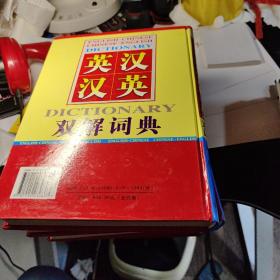 ENGLISH-CHINESE
CHINESE-ENGLISH
DICTIONARY
英汉
汉英
DICTIONARY
双解词典